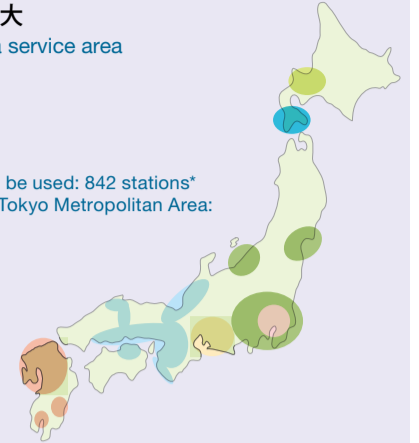 大
service area
be used: 842 stations*
Tokyo Metropolitan Area: